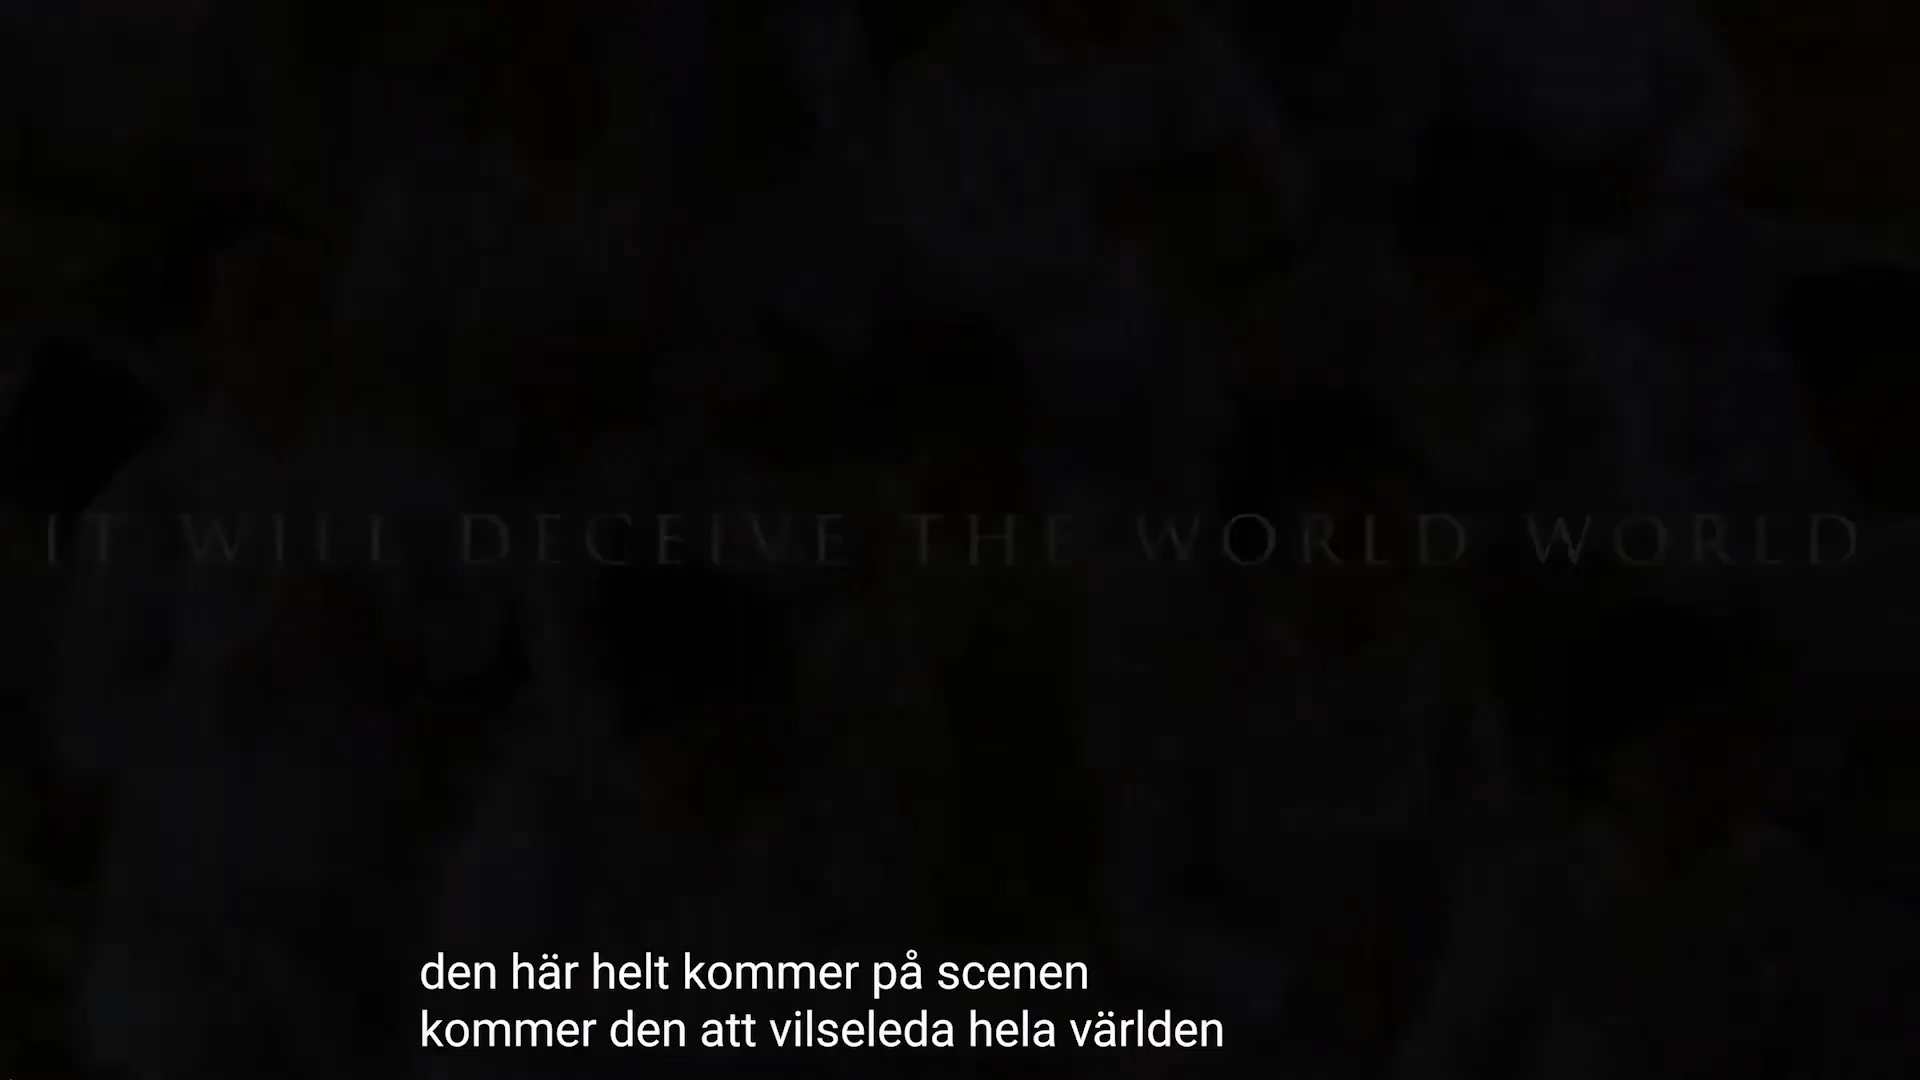 IT WILL DECEIVE THE WORLD WORLD
den här helt kommer på scenen
kommer den att vilseleda hela världen